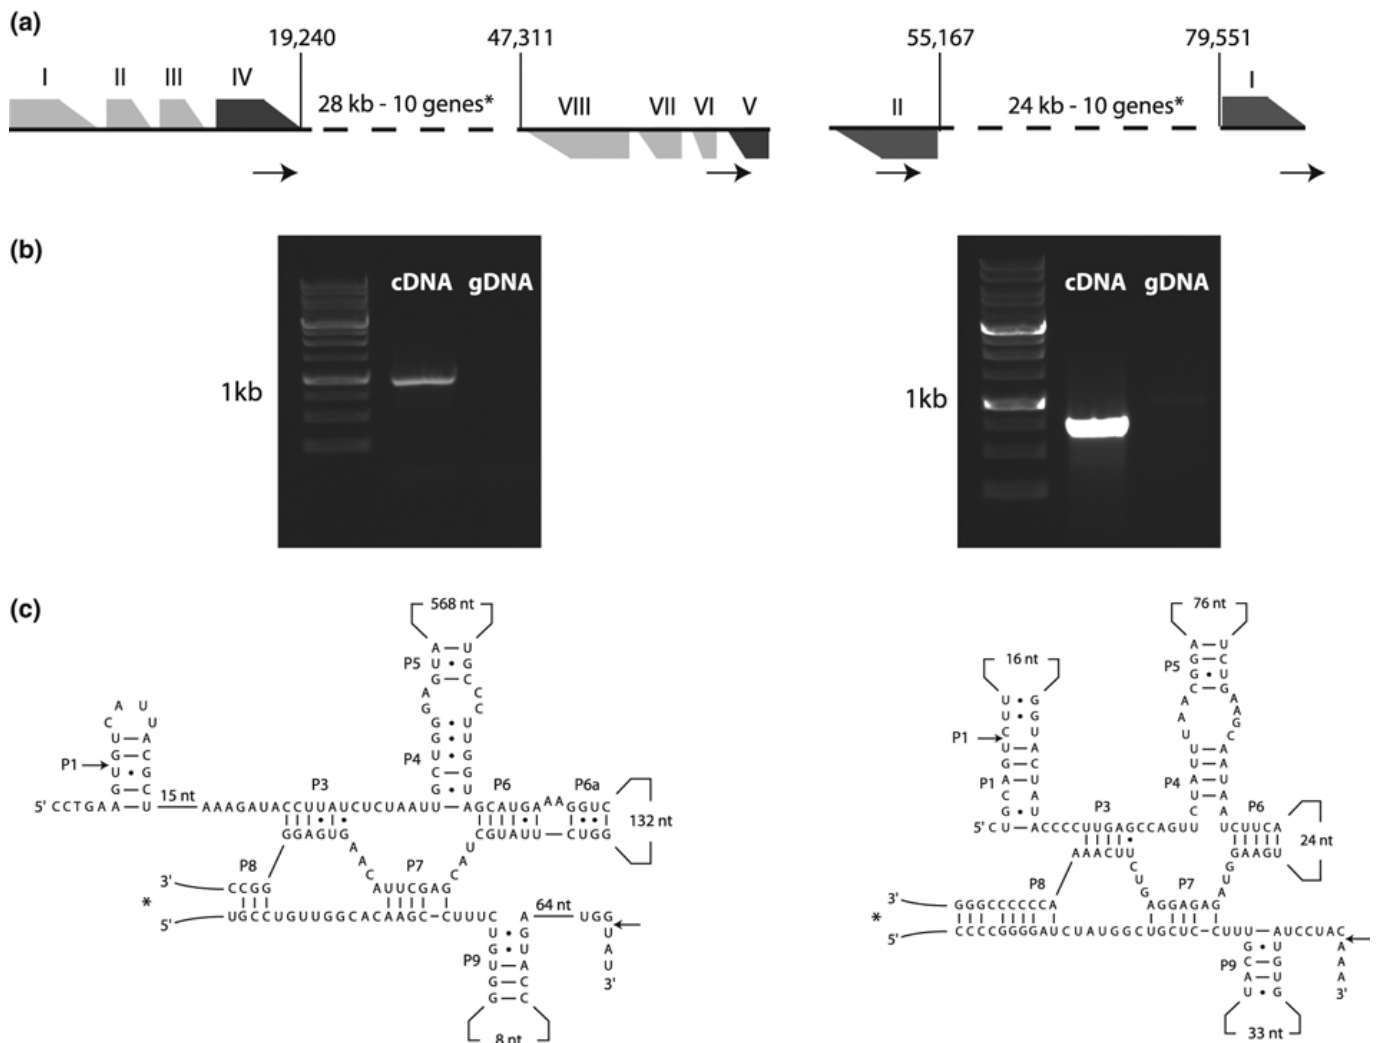 (a)
19,240 47,311 55,167 79,551
I II III IV 28 kb - 10 genes* VIII VII VI V II 24 kb - 10 genes* I
(b)
cDNA gDNA
1kb
cDNA gDNA
1kb
(c)
568 nt
P5
P4
P1
5' CCTGAA
15 nt
AAAGAUACCUUAUCUCUAAUU
P3
P6
P6a
AGCAUGA
AA
GGUC
132 nt
GGAGUG
CGUAUU
CUGG
P8
P7
AUUCGAG
3' CCGG
*
5' UGCCUGUUGGCACAAGC
CUUUC
A
64 nt
UGG
U
A
U
3'
P9
8 nt
76 nt
P5
16 nt
P1
P1
P4
5' CU
ACCCCUUGAGCCAGUU
P3
P6
UCUUCA
GAAGU
24 nt
AAACUU
P8
P7
AGGAGAG
3' GGGCCCCCCA
*
5' CCCCGGGGAUCUAUGGCUGCUC
CUUU
AUCCUAC
A
A
A
3'
P9
33 nt